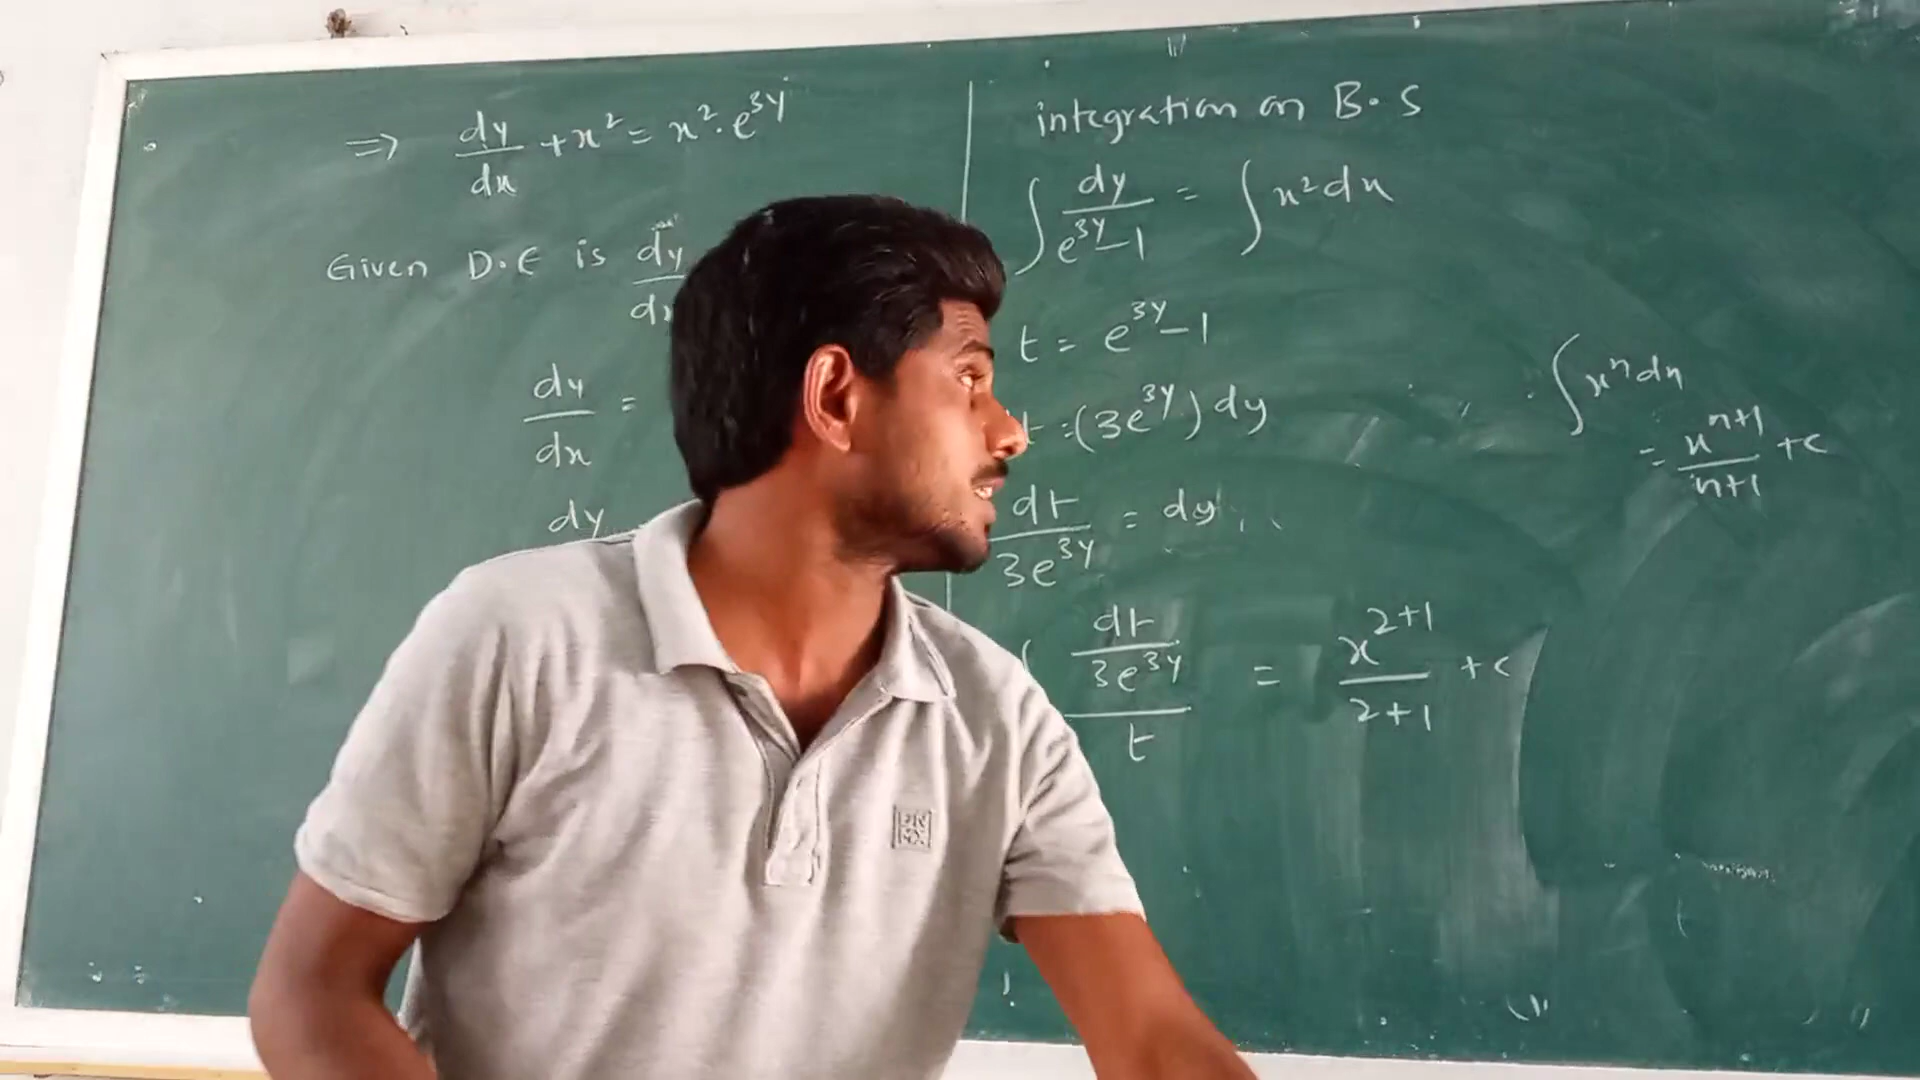 ⇒ dy/dx + x² = x² · e^3y
Given D.E is dy/dx
dy/dx =
dy
integration on B.S
∫ dy/(e^3y - 1) = ∫ x² dx
t = e^3y - 1
t = (3e^3y) dy
dt/(3e^3y) = dy
(dt/(3e^3y))/t = x^(2+1)/(2+1) + c
∫ x^n dx
= x^(n+1)/(n+1) + c